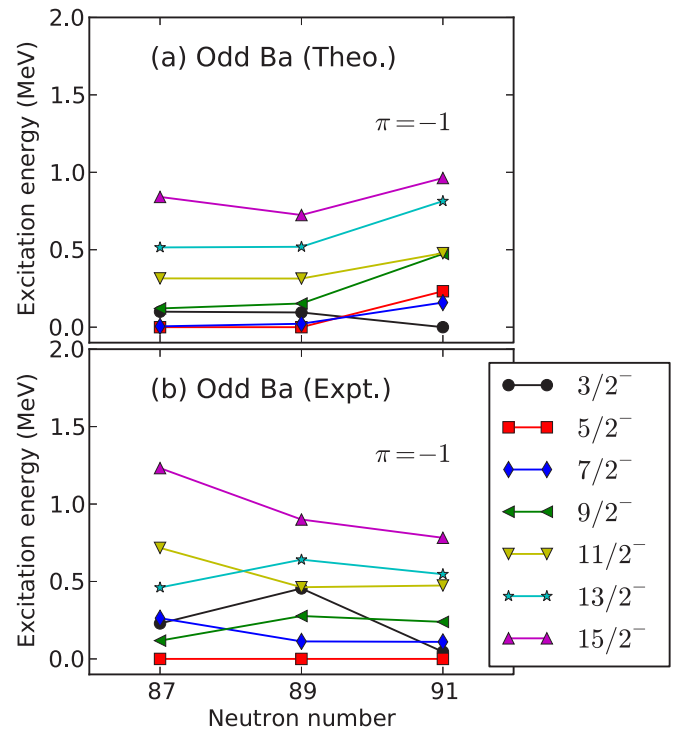 2.0
(a) Odd Ba (Theo.)
1.5
π=−1
1.0
0.5
0.0
Excitation energy (MeV)
2.0
(b) Odd Ba (Expt.)
1.5
π=−1
1.0
0.5
0.0
Excitation energy (MeV)
87 89 91
Neutron number
3/2⁻
5/2⁻
7/2⁻
9/2⁻
11/2⁻
13/2⁻
15/2⁻